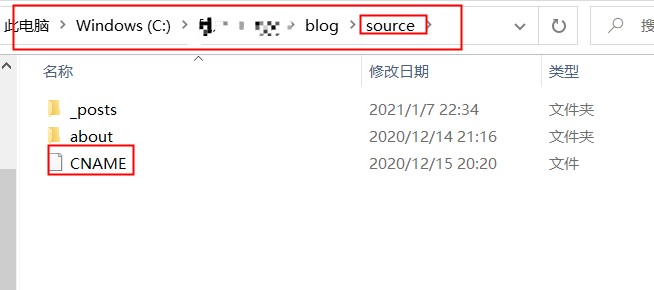 此电脑 Windows (C:) blog source 搜
名称 修改日期 类型
_posts 2021/1/7 22:34 文件夹
about 2020/12/14 21:16 文件夹
CNAME 2020/12/15 20:20 文件